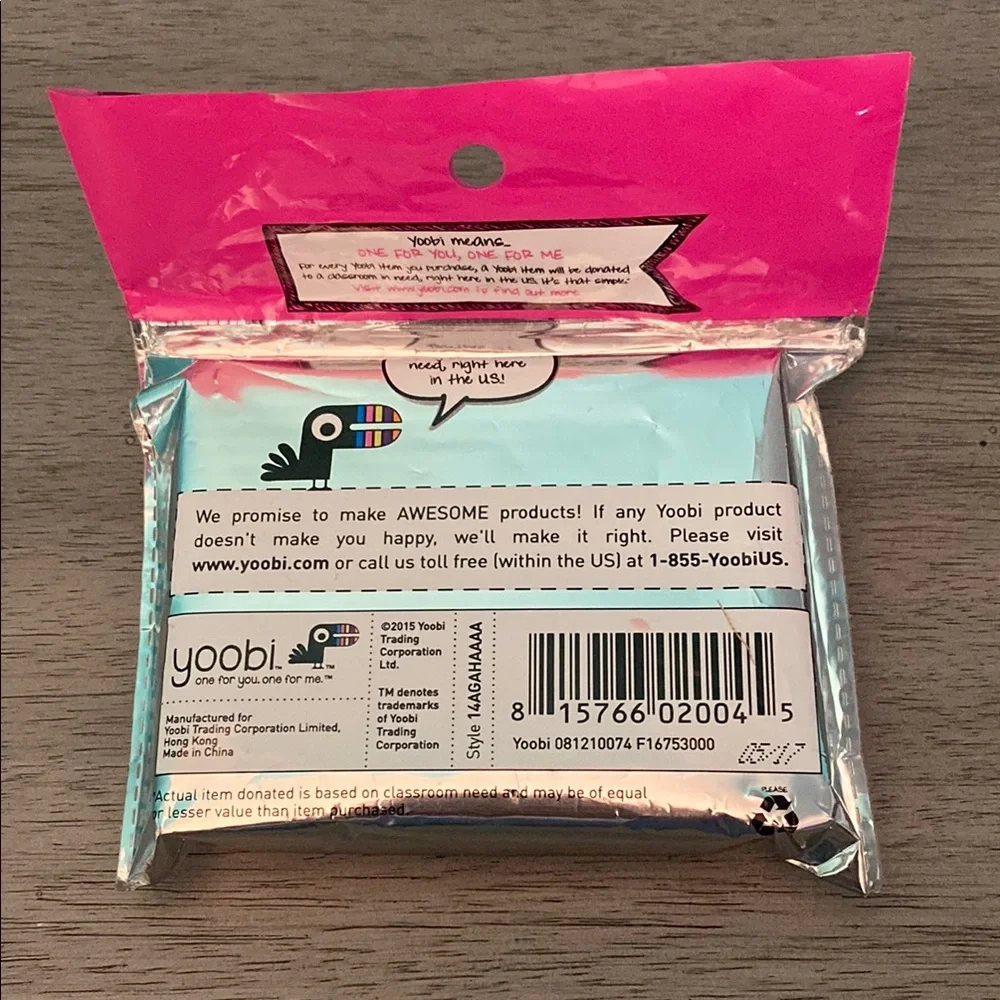 Yoobi means_
ONE FOR YOU, ONE FOR ME
For every Yoobi item you purchase, a Yoobi item will be donated
to a classroom in need, right here in the US. It's that simple.
Visit www.yoobi.com to find out more
need, right here
in the US!
We promise to make AWESOME products! If any Yoobi product
doesn't make you happy, we'll make it right. Please visit
www.yoobi.com or call us toll free (within the US) at 1-855-YoobiUS.
yoobi™ ™
one for you. one for me.™
Manufactured for
Yoobi Trading Corporation Limited,
Hong Kong
Made in China
©2015 Yoobi
Trading
Corporation
Ltd.
TM denotes
trademarks
of Yoobi
Trading
Corporation
Style 14AGAHAAAA
8 15766 02004 5
Yoobi 081210074 F16753000
05/17
*Actual item donated is based on classroom need and may be of equal
or lesser value than item purchased.
PLEASE